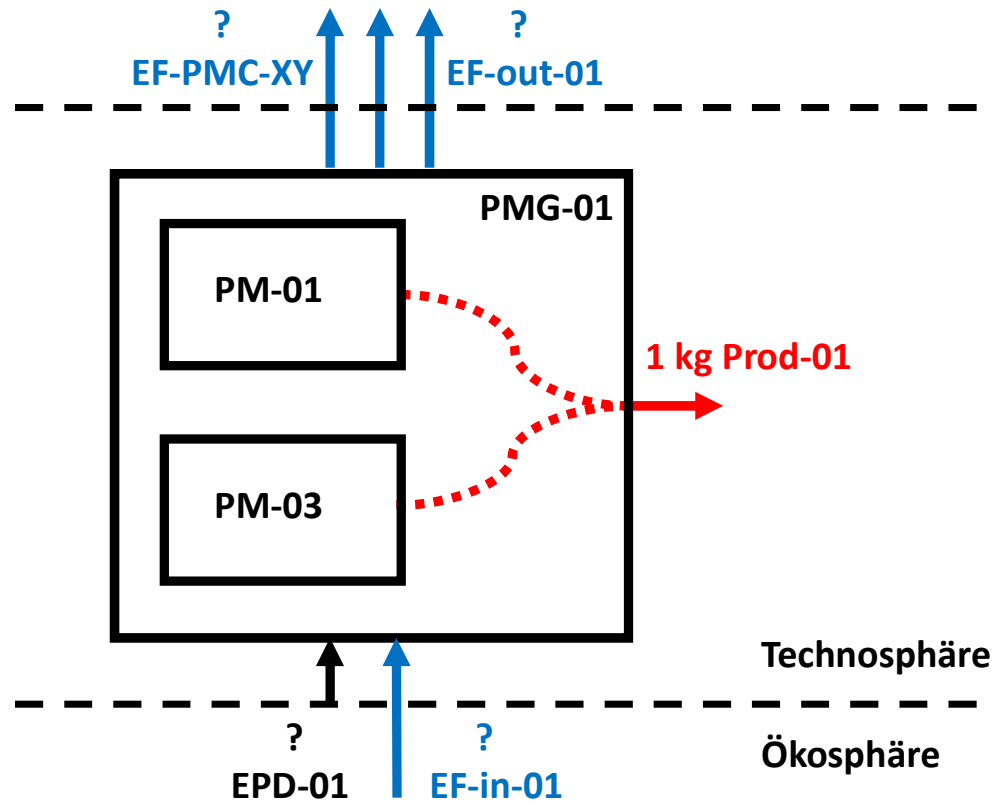 ? ?
EF-PMC-XY EF-out-01
PMG-01
PM-01
1 kg Prod-01
PM-03
Technosphäre
? ?
EPD-01 EF-in-01
Ökosphäre